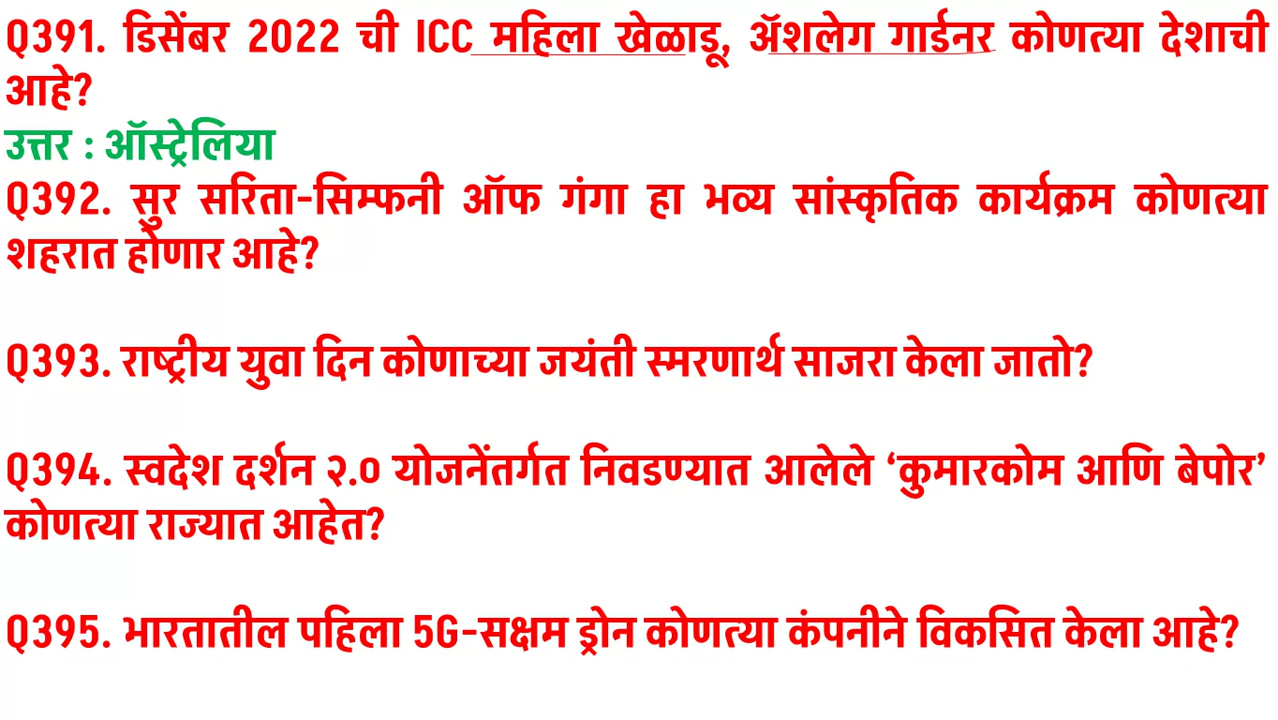 Q391. डिसेंबर 2022 ची ICC महिला खेळाडू, ॲशलेग गार्डनर कोणत्या देशाची
आहे?
उत्तर : ऑस्ट्रेलिया
Q392. सुर सरिता-सिम्फनी ऑफ गंगा हा भव्य सांस्कृतिक कार्यक्रम कोणत्या
शहरात होणार आहे?
Q393. राष्ट्रीय युवा दिन कोणाच्या जयंती स्मरणार्थ साजरा केला जातो?
Q394. स्वदेश दर्शन २.० योजनेंतर्गत निवडण्यात आलेले ‘कुमारकोम आणि बेपोर’
कोणत्या राज्यात आहेत?
Q395. भारतातील पहिला 5G-सक्षम ड्रोन कोणत्या कंपनीने विकसित केला आहे?